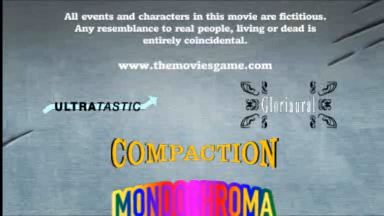 All events and characters in this movie are fictitious.
Any resemblance to real people, living or dead is
entirely coincidental.
www.themoviesgame.com
ULTRATASTIC
Gloriaural
COMPACTION
MONDOCHROMA